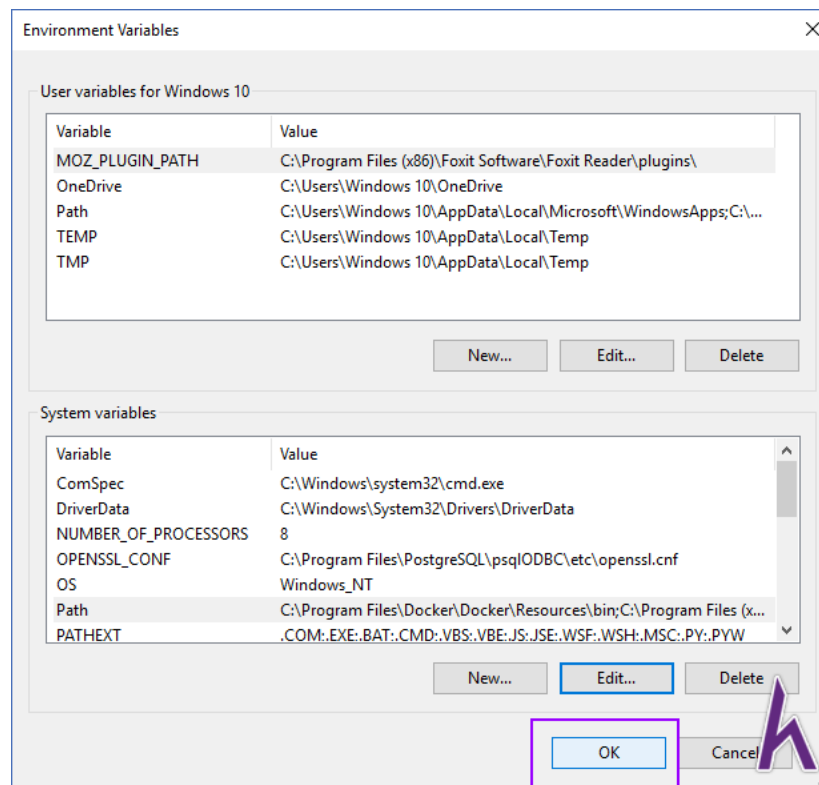 Environment Variables
User variables for Windows 10
Variable Value
MOZ_PLUGIN_PATH C:\Program Files (x86)\Foxit Software\Foxit Reader\plugins\
OneDrive C:\Users\Windows 10\OneDrive
Path C:\Users\Windows 10\AppData\Local\Microsoft\WindowsApps;C:\...
TEMP C:\Users\Windows 10\AppData\Local\Temp
TMP C:\Users\Windows 10\AppData\Local\Temp
New... Edit... Delete
System variables
Variable Value
ComSpec C:\Windows\system32\cmd.exe
DriverData C:\Windows\System32\Drivers\DriverData
NUMBER_OF_PROCESSORS 8
OPENSSL_CONF C:\Program Files\PostgreSQL\psqlODBC\etc\openssl.cnf
OS Windows_NT
Path C:\Program Files\Docker\Docker\Resources\bin;C:\Program Files (x...
PATHEXT .COM;.EXE;.BAT;.CMD;.VBS;.VBE;.JS;.JSE;.WSF;.WSH;.MSC;.PY;.PYW
New... Edit... Delete
OK Cancel
h